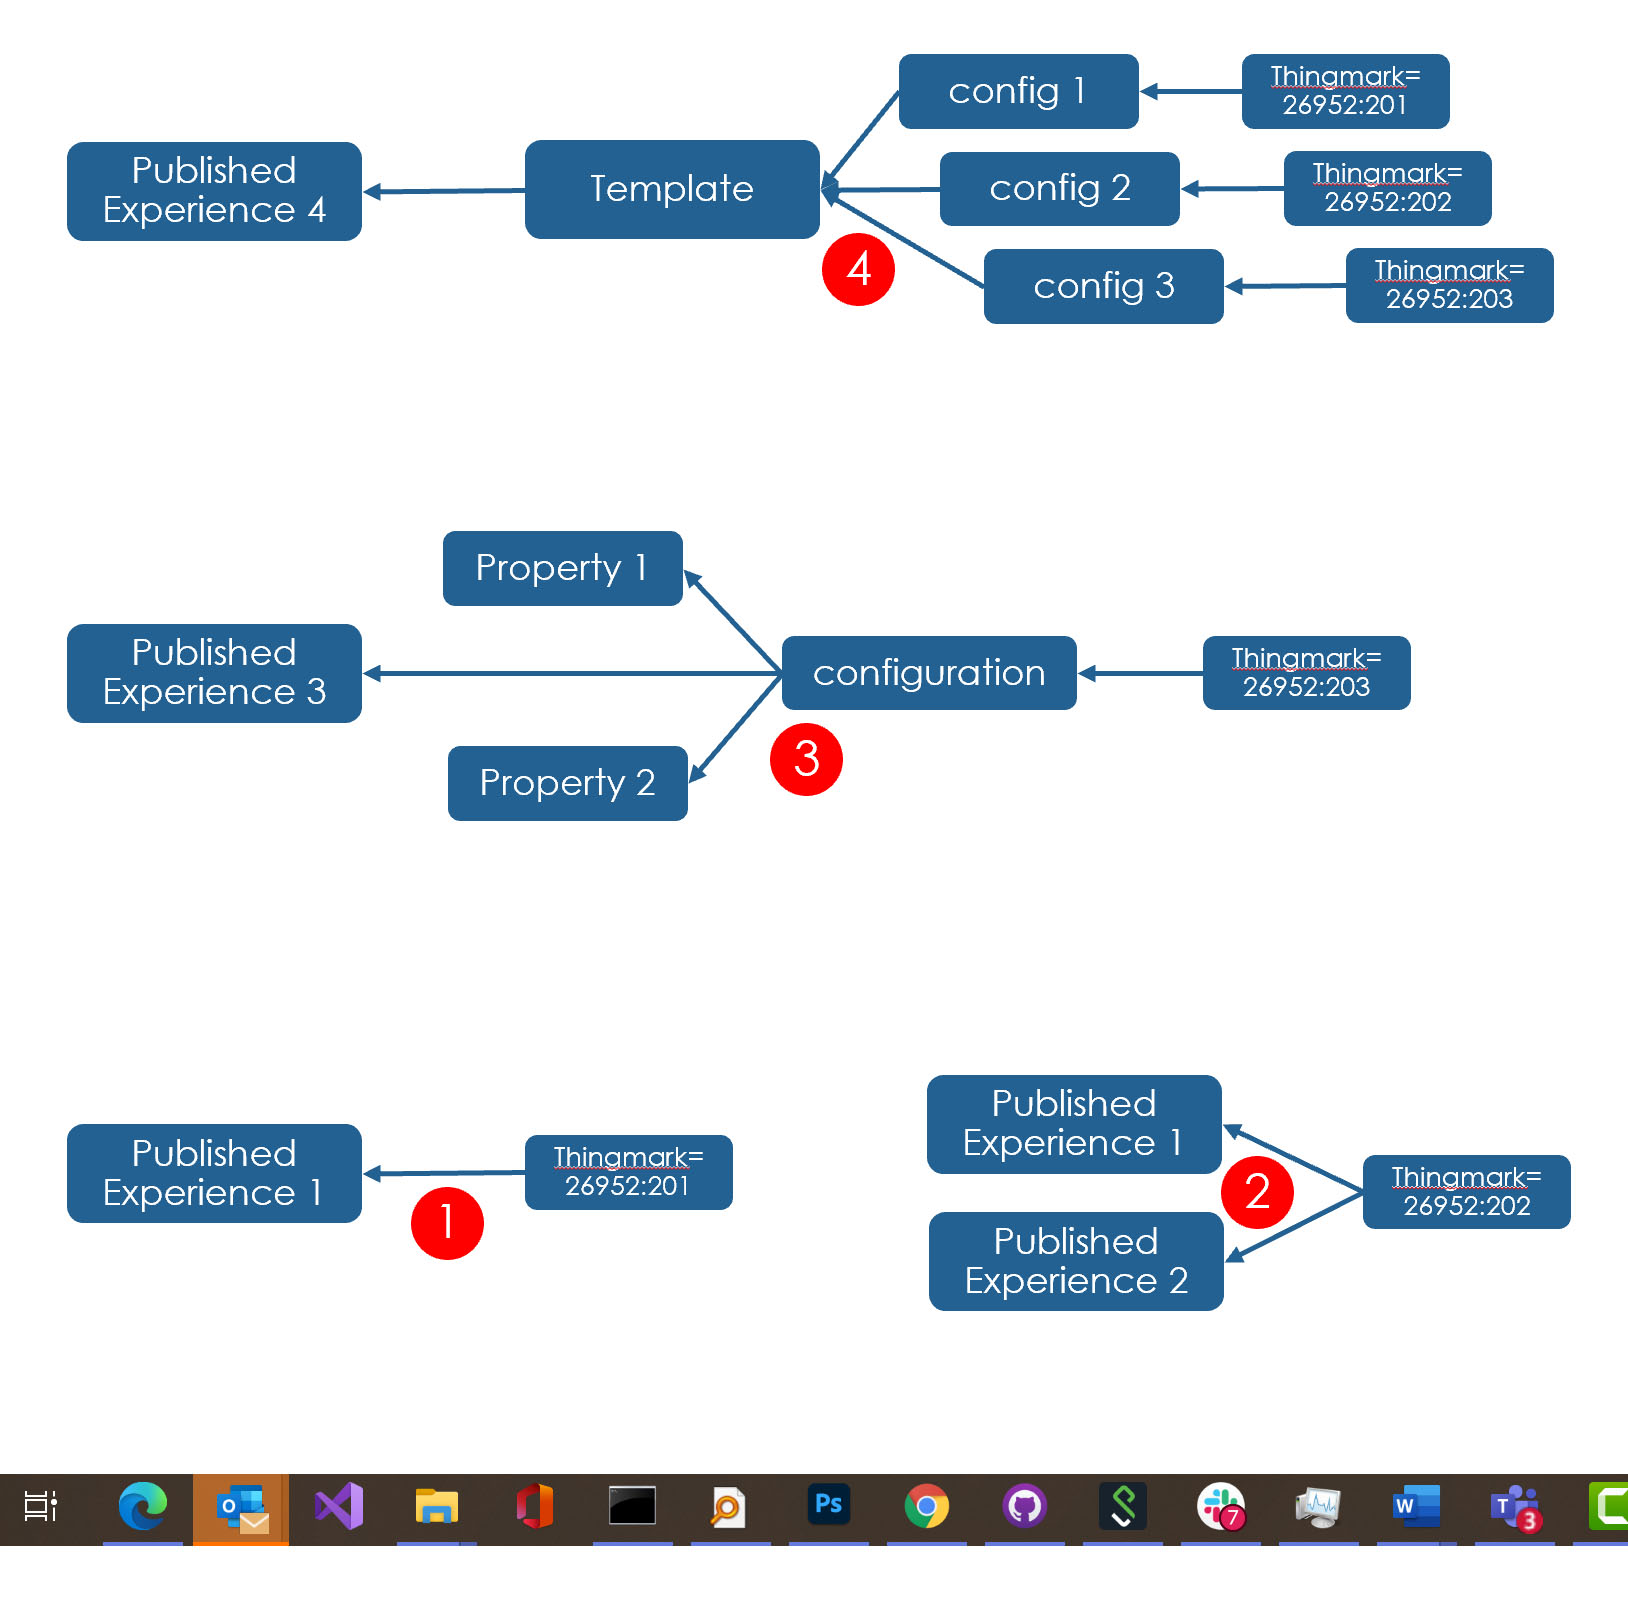 config 1
Thingmark=
26952:201
Published
Experience 4
Template
config 2
Thingmark=
26952:202
4
config 3
Thingmark=
26952:203
Property 1
Published
Experience 3
configuration
Thingmark=
26952:203
3
Property 2
Published
Experience 1
Thingmark=
26952:201
1
Published
Experience 1
2
Thingmark=
26952:202
Published
Experience 2
O
Ps
7
W
T
3